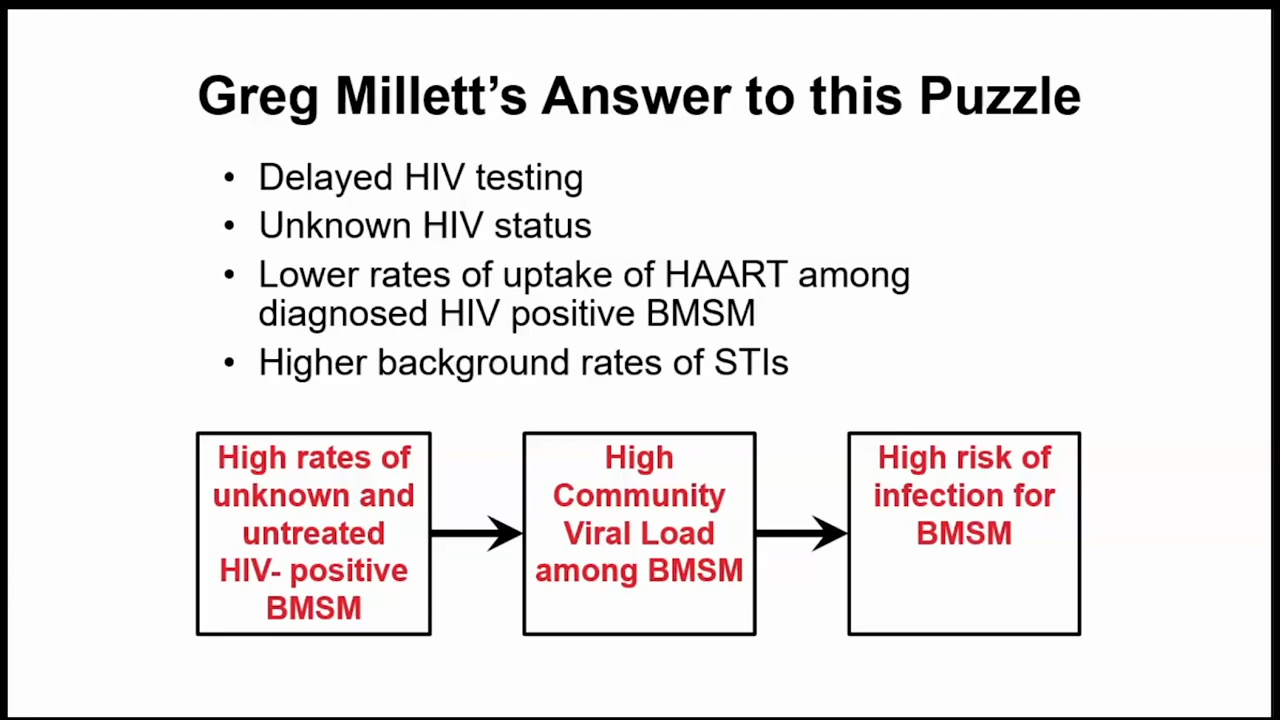 Greg Millett’s Answer to this Puzzle
• Delayed HIV testing
• Unknown HIV status
• Lower rates of uptake of HAART among
diagnosed HIV positive BMSM
• Higher background rates of STIs
High rates of
unknown and
untreated
HIV- positive
BMSM
High
Community
Viral Load
among BMSM
High risk of
infection for
BMSM